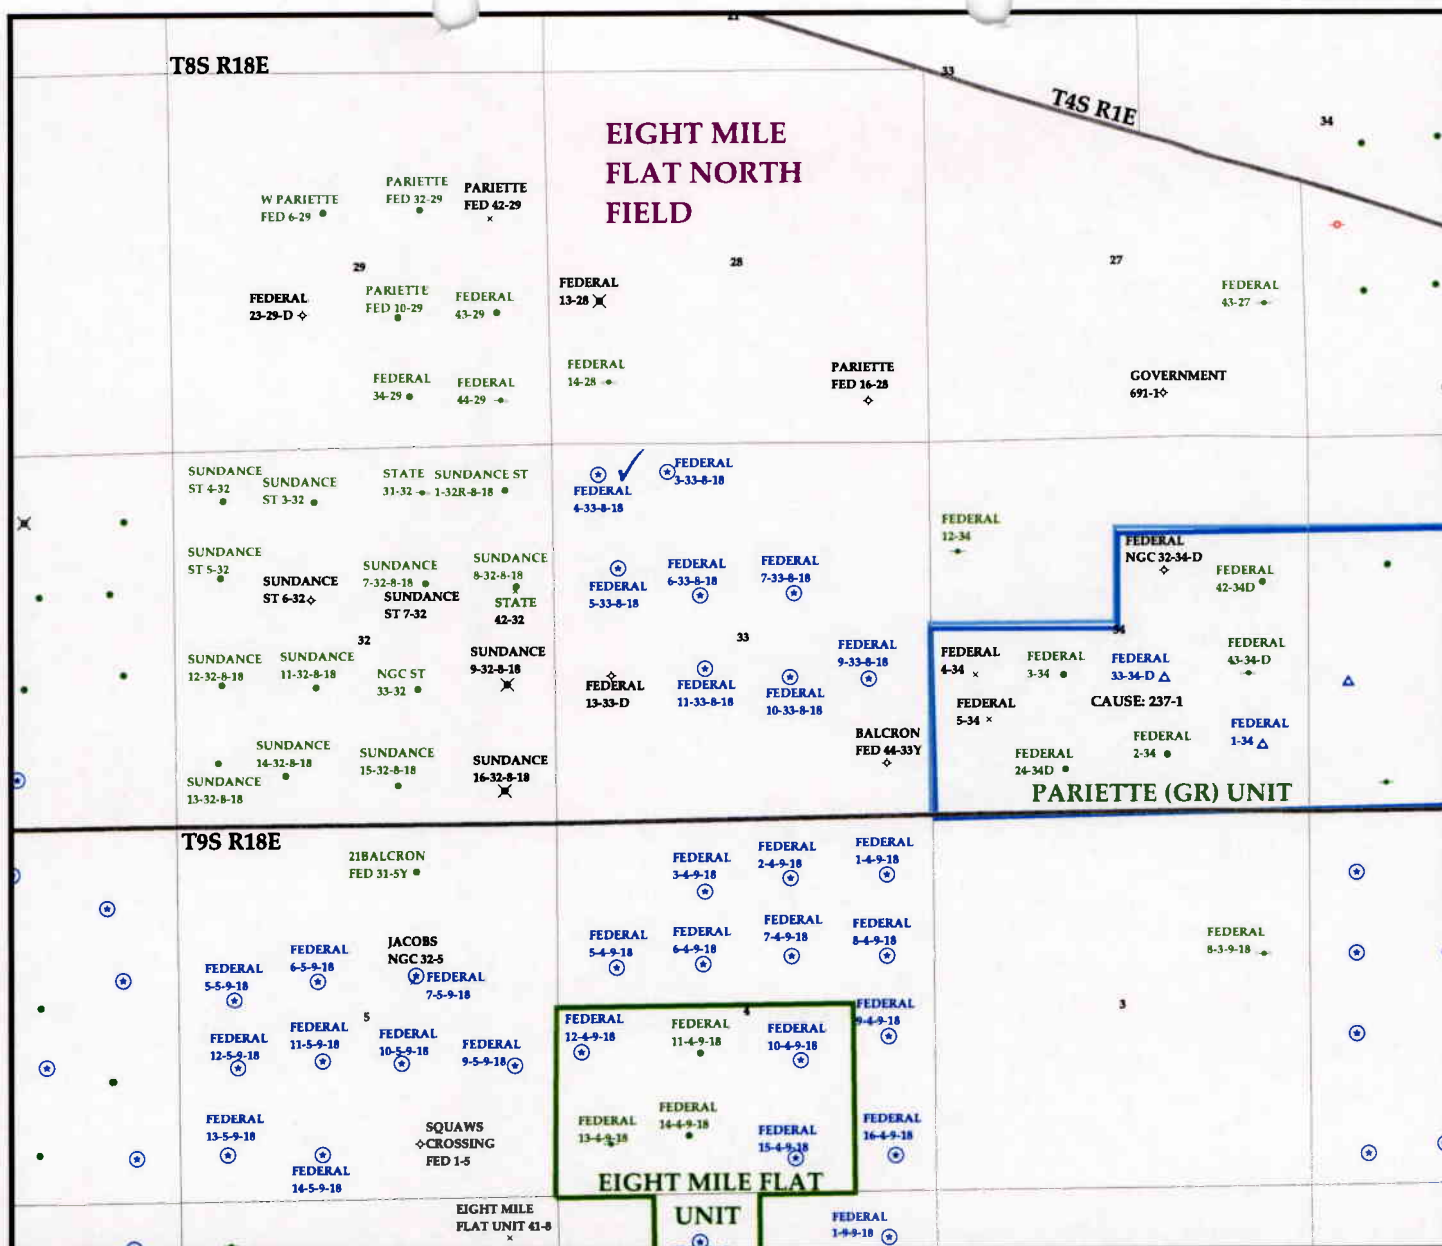 21
T8S R18E
33
T4S R1E
34
EIGHT MILE
FLAT NORTH
FIELD
W PARIETTE
FED 6-29
PARIETTE
FED 32-29
PARIETTE
FED 42-29
29
28
27
FEDERAL
23-29-D
PARIETTE
FED 10-29
FEDERAL
43-29
FEDERAL
13-28
FEDERAL
43-27
FEDERAL
34-29
FEDERAL
44-29
FEDERAL
14-28
PARIETTE
FED 16-28
GOVERNMENT
691-1
SUNDANCE
ST 4-32
SUNDANCE
ST 3-32
STATE
31-32
SUNDANCE ST
1-32R-8-18
FEDERAL
4-33-8-18
FEDERAL
3-33-8-18
FEDERAL
12-34
FEDERAL
NGC 32-34-D
FEDERAL
42-34D
SUNDANCE
ST 5-32
SUNDANCE
ST 6-32
SUNDANCE
7-32-8-18
SUNDANCE
ST 7-32
SUNDANCE
8-32-8-18
STATE
42-32
FEDERAL
5-33-8-18
FEDERAL
6-33-8-18
FEDERAL
7-33-8-18
32
33
34
SUNDANCE
12-32-8-18
SUNDANCE
11-32-8-18
NGC ST
33-32
SUNDANCE
9-32-8-18
FEDERAL
13-33-D
FEDERAL
11-33-8-18
FEDERAL
10-33-8-18
FEDERAL
9-33-8-18
FEDERAL
4-34
FEDERAL
3-34
FEDERAL
33-34-D
FEDERAL
43-34-D
CAUSE: 237-1
FEDERAL
5-34
FEDERAL
1-34
SUNDANCE
13-32-8-18
SUNDANCE
14-32-8-18
SUNDANCE
15-32-8-18
SUNDANCE
16-32-8-18
BALCRON
FED 44-33Y
FEDERAL
24-34D
FEDERAL
2-34
PARIETTE (GR) UNIT
T9S R18E
21BALCRON
FED 31-5Y
FEDERAL
3-4-9-18
FEDERAL
2-4-9-18
FEDERAL
1-4-9-18
FEDERAL
5-5-9-18
FEDERAL
6-5-9-18
JACOBS
NGC 32-5
FEDERAL
7-5-9-18
FEDERAL
5-4-9-18
FEDERAL
6-4-9-18
FEDERAL
7-4-9-18
FEDERAL
8-4-9-18
FEDERAL
8-3-9-18
5
4
3
FEDERAL
12-5-9-18
FEDERAL
11-5-9-18
FEDERAL
10-5-9-18
FEDERAL
9-5-9-18
FEDERAL
12-4-9-18
FEDERAL
11-4-9-18
FEDERAL
10-4-9-18
FEDERAL
9-4-9-18
FEDERAL
13-5-9-18
FEDERAL
14-5-9-18
SQUAWS
CROSSING
FED 1-5
FEDERAL
13-4-9-18
FEDERAL
14-4-9-18
FEDERAL
15-4-9-18
FEDERAL
16-4-9-18
EIGHT MILE FLAT
UNIT
EIGHT MILE
FLAT UNIT 41-8
FEDERAL
1-9-9-18